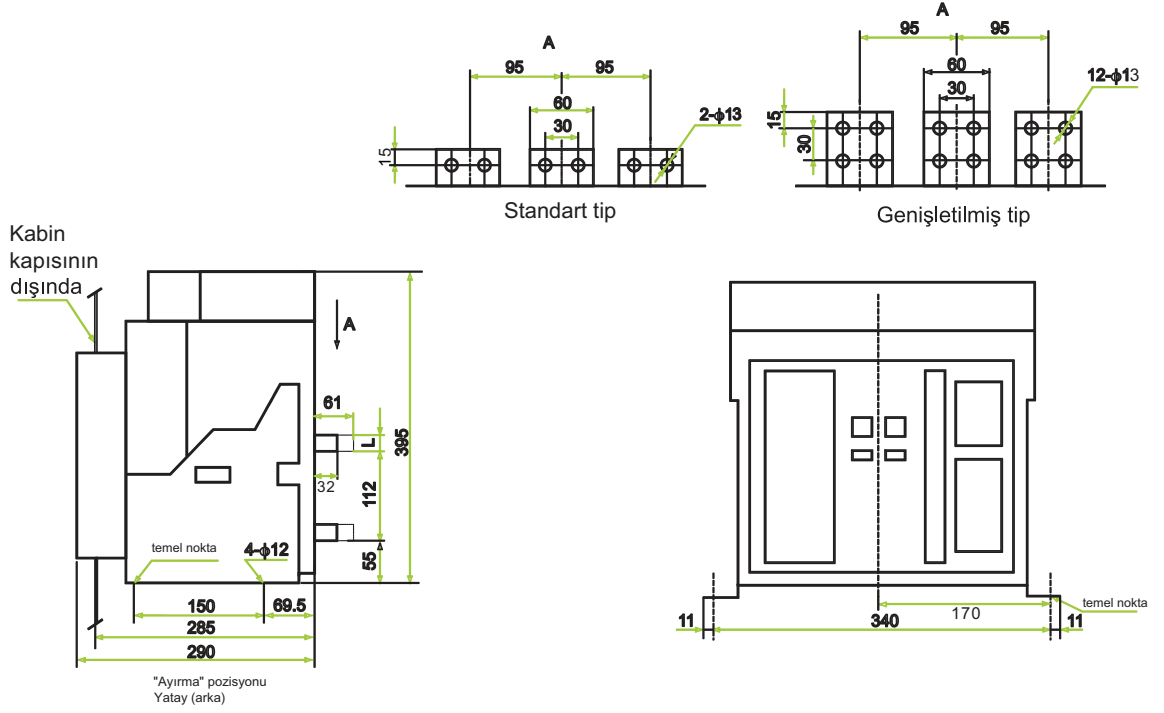 A
95
95
60
30
2-ϕ13
15
Standart tip
A
95
95
60
30
12-ϕ13
15
30
Genişletilmiş tip
Kabin
kapısının
dışında
A
61
L
395
32
112
55
temel nokta
4-ϕ12
150
69.5
285
290
"Ayırma" pozisyonu
Yatay (arka)
temel nokta
170
11
340
11